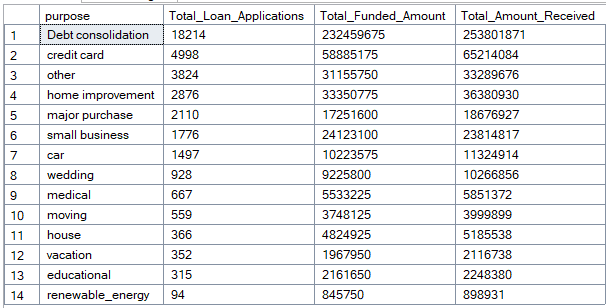 purpose Total_Loan_Applications Total_Funded_Amount Total_Amount_Received
1 Debt consolidation 18214 232459675 253801871
2 credit card 4998 58885175 65214084
3 other 3824 31155750 33289676
4 home improvement 2876 33350775 36380930
5 major purchase 2110 17251600 18676927
6 small business 1776 24123100 23814817
7 car 1497 10223575 11324914
8 wedding 928 9225800 10266856
9 medical 667 5533225 5851372
10 moving 559 3748125 3999899
11 house 366 4824925 5185538
12 vacation 352 1967950 2116738
13 educational 315 2161650 2248380
14 renewable_energy 94 845750 898931